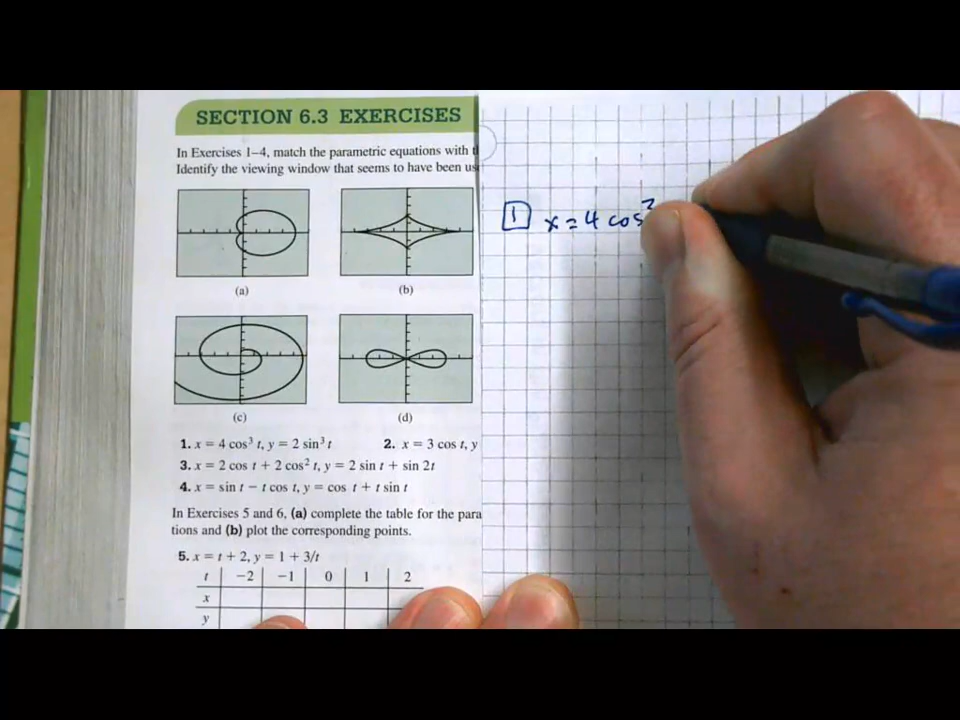 SECTION 6.3 EXERCISES
In Exercises 1–4, match the parametric equations with
Identify the viewing window that seems to have been
(a)
(b)
(c)
(d)
1. x = 4 cos³ t, y = 2 sin³ t 2. x = 3 cos t, y
3. x = 2 cos t + 2 cos² t, y = 2 sin t + sin 2t
4. x = sin t − t cos t, y = cos t + t sin t
In Exercises 5 and 6, (a) complete the table for the para
tions and (b) plot the corresponding points.
5. x = t + 2, y = 1 + 3/t
t −2 −1 0 1 2
x
y
1 x = 4 cos